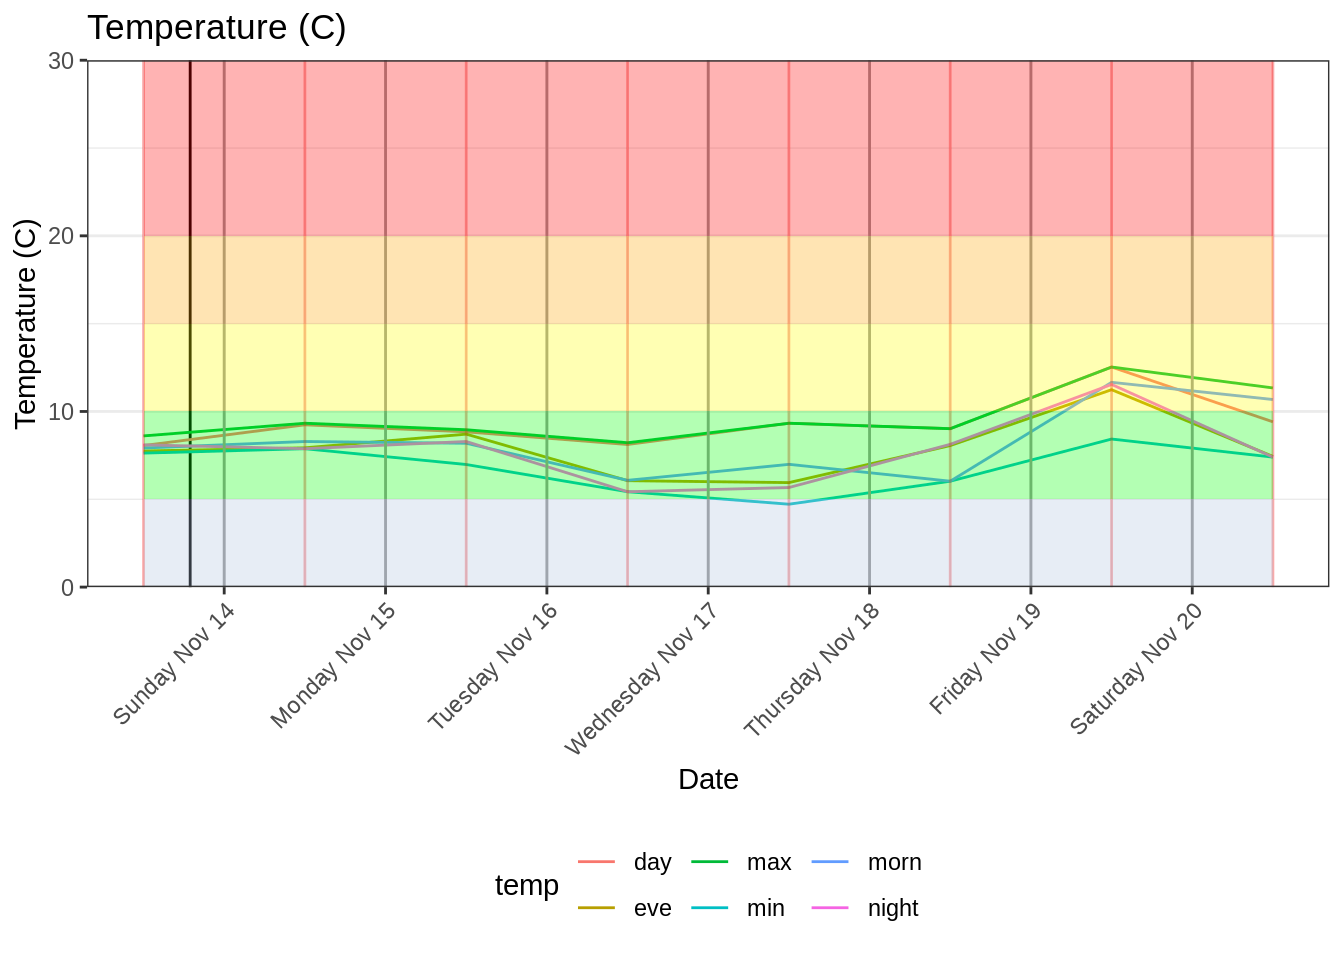 Temperature (C)
30
20
10
0
Temperature (C)
Sunday Nov 14
Monday Nov 15
Tuesday Nov 16
Wednesday Nov 17
Thursday Nov 18
Friday Nov 19
Saturday Nov 20
Date
temp
day
max
morn
eve
min
night